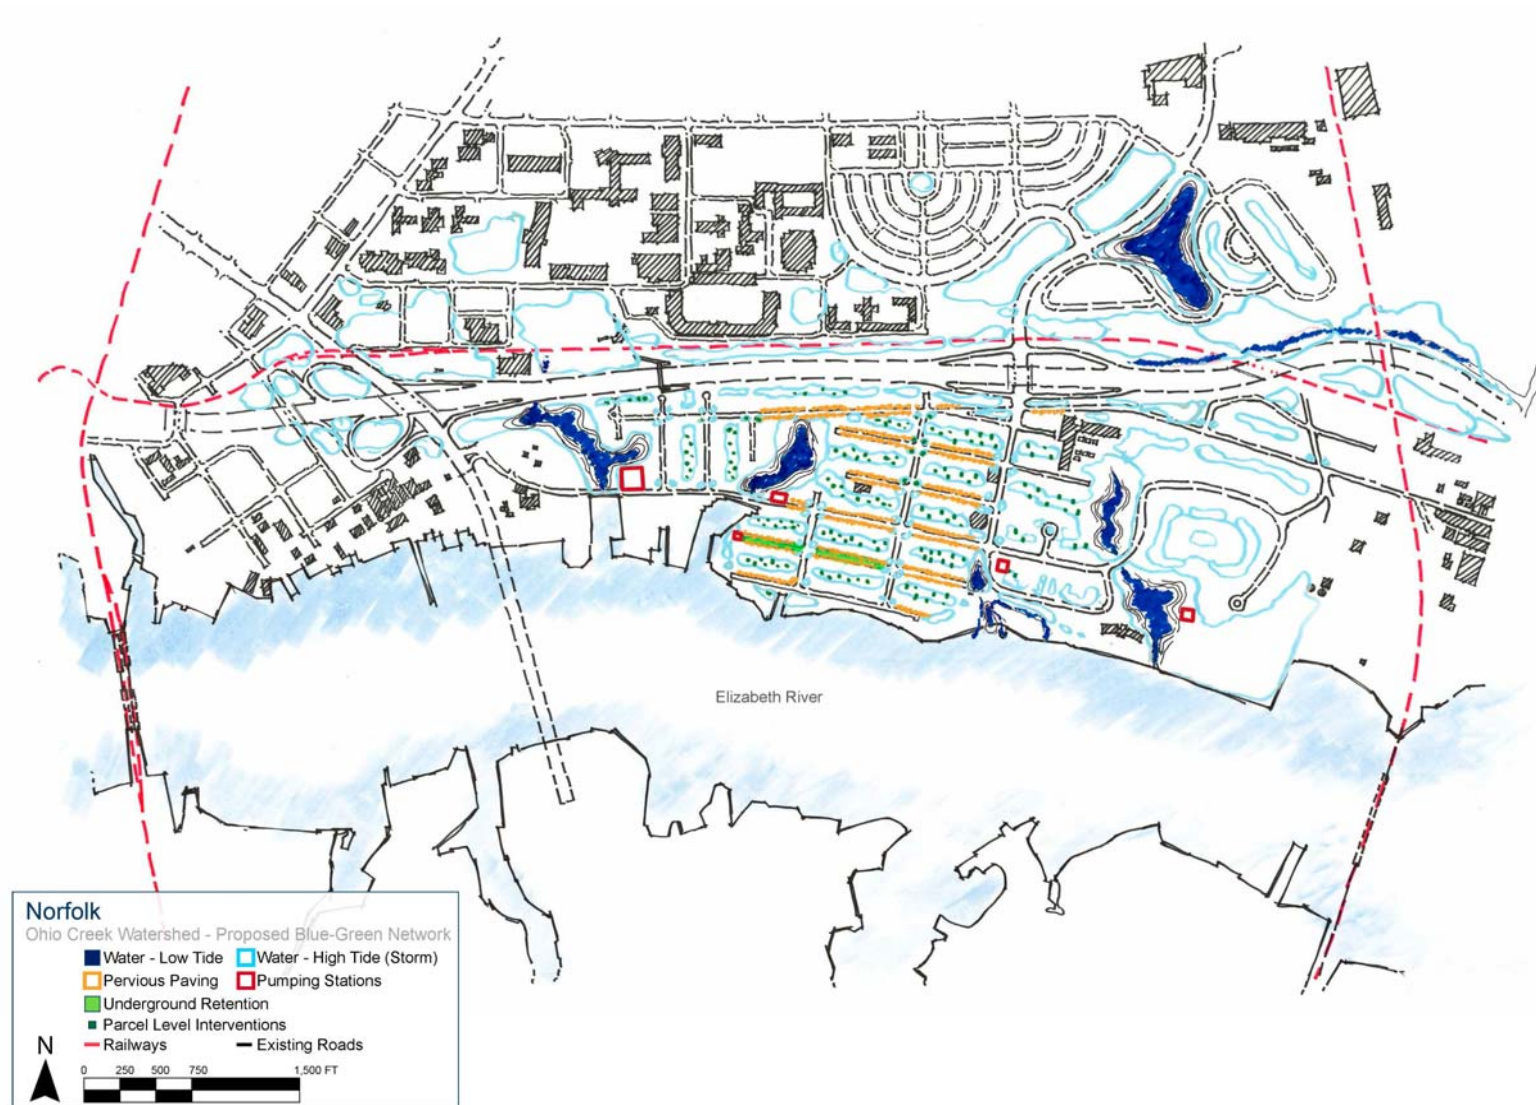 Elizabeth River
Norfolk
Ohio Creek Watershed - Proposed Blue-Green Network
Water - Low Tide
Water - High Tide (Storm)
Pervious Paving
Pumping Stations
Underground Retention
Parcel Level Interventions
Railways
Existing Roads
N
0 250 500 750 1,500 FT